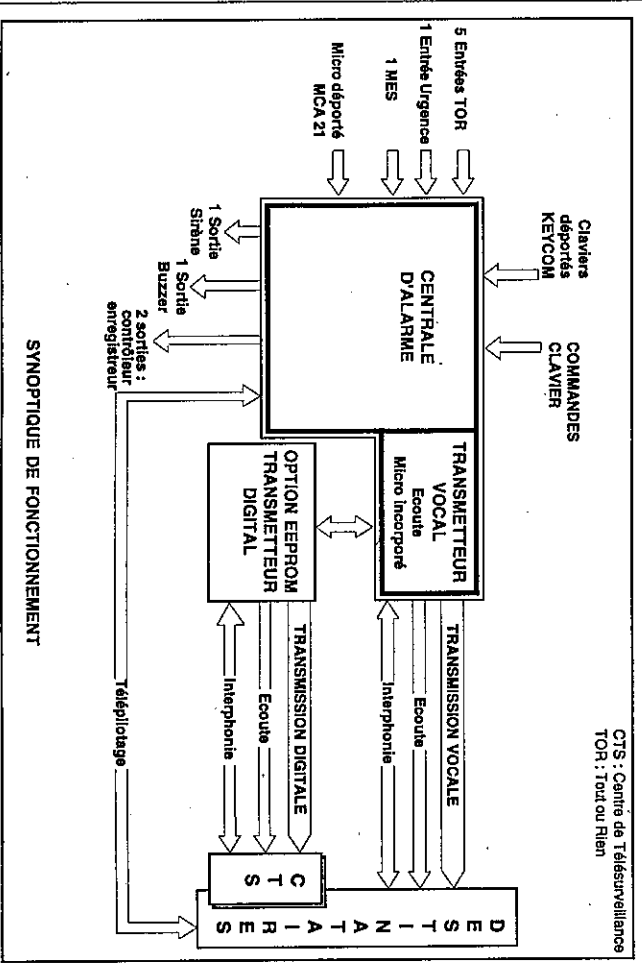 CTS : Centre de Télésurveillance
TOR : Tout ou Rien
Claviers
déportés
KEYCOM
COMMANDES
CLAVIER
5 Entrées TOR
1 Entrée Urgence
1 MES
Micro déporté
MCA 21
CENTRALE
D'ALARME
TRANSMETTEUR
VOCAL
Ecoute
Micro incorporé
TRANSMISSION VOCALE
Ecoute
Interphonie
OPTION EEPROM
TRANSMETTEUR
DIGITAL
TRANSMISSION DIGITALE
Ecoute
Interphonie
CTS
DESTINATAIRES
1 Sortie
Sirène
1 Sortie
Buzzer
2 sorties :
contrôleur
enregistreur
Télépilotage
SYNOPTIQUE DE FONCTIONNEMENT